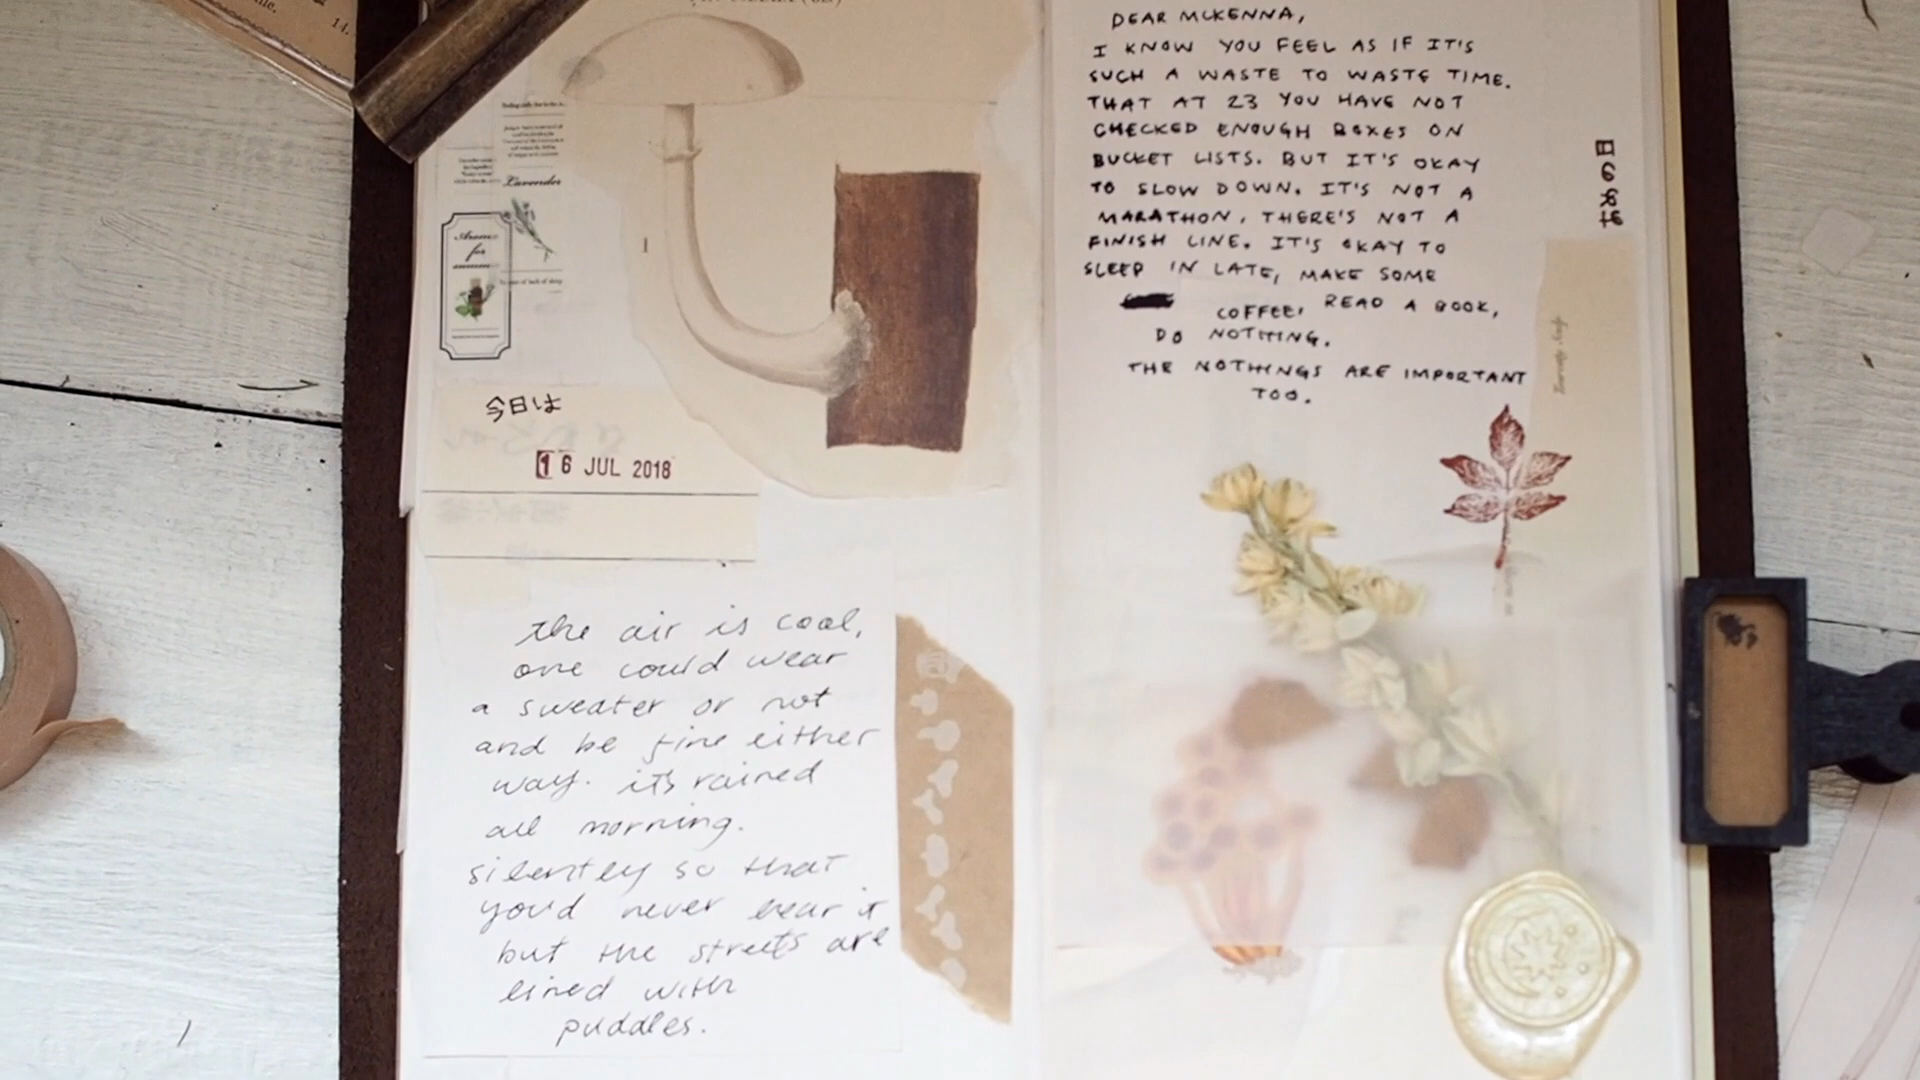 14.
Lavender
for
1
今日は
16 JUL 2018
the air is cool,
one could wear
a sweater or not
and be fine either
way. it's rained
all morning.
silently so that
you'd never hear it
but the streets are
lined with
puddles.
DEAR MCKENNA,
I KNOW YOU FEEL AS IF IT'S
SUCH A WASTE TO WASTE TIME.
THAT AT 23 YOU HAVE NOT
CHECKED ENOUGH BOXES ON
BUCKET LISTS. BUT IT'S OKAY
TO SLOW DOWN. IT'S NOT A
MARATHON, THERE'S NOT A
FINISH LINE. IT'S OKAY TO
SLEEP IN LATE, MAKE SOME
COFFEE, READ A BOOK,
DO NOTHING.
THE NOTHINGS ARE IMPORTANT
TOO.